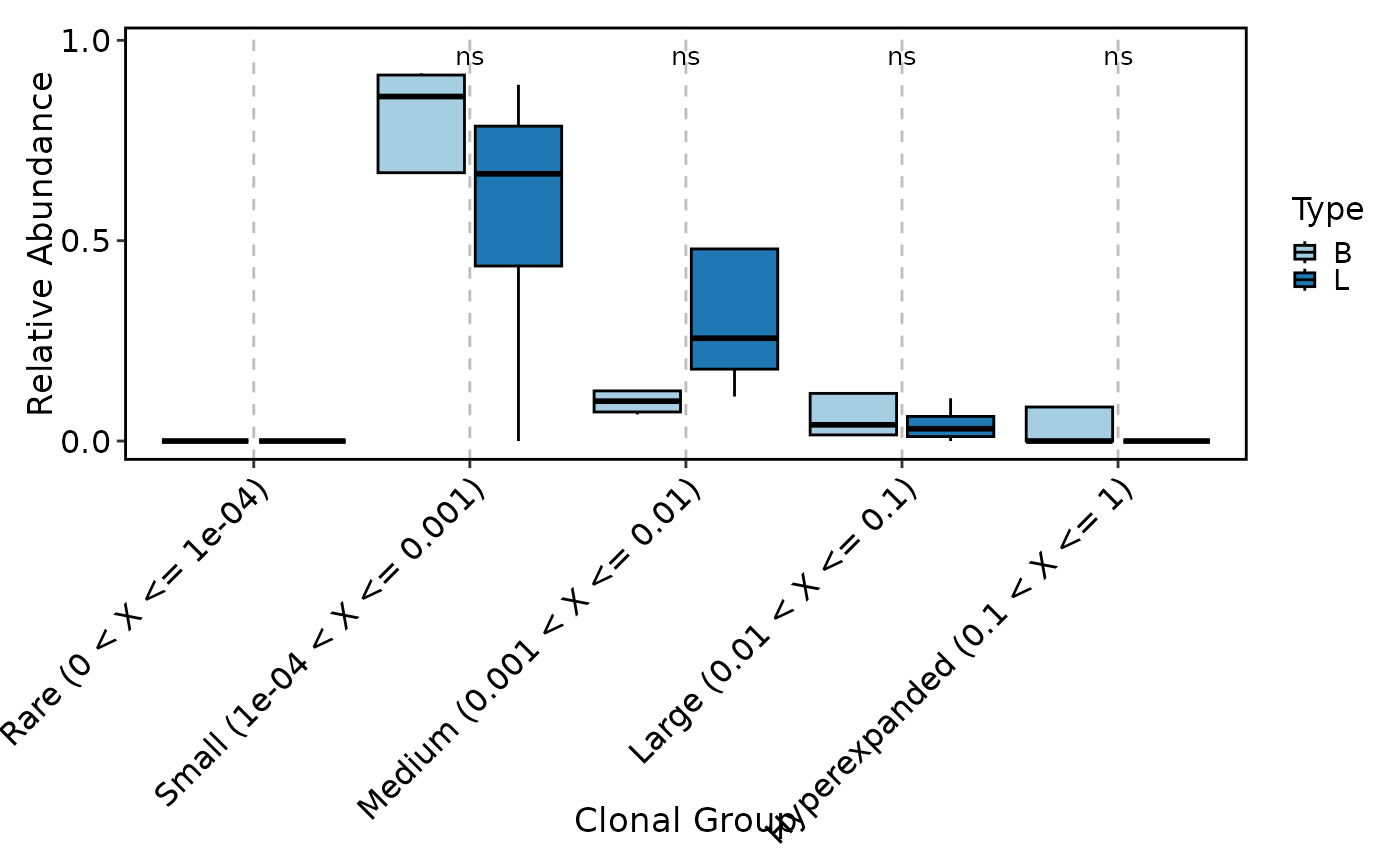 1.0
0.5
0.0
Relative Abundance
ns
ns
ns
ns
Type
B
L
Rare (0 < X <= 1e-04)
Small (1e-04 < X <= 0.001)
Medium (0.001 < X <= 0.01)
Large (0.01 < X <= 0.1)
Hyperexpanded (0.1 < X <= 1)
Clonal Group